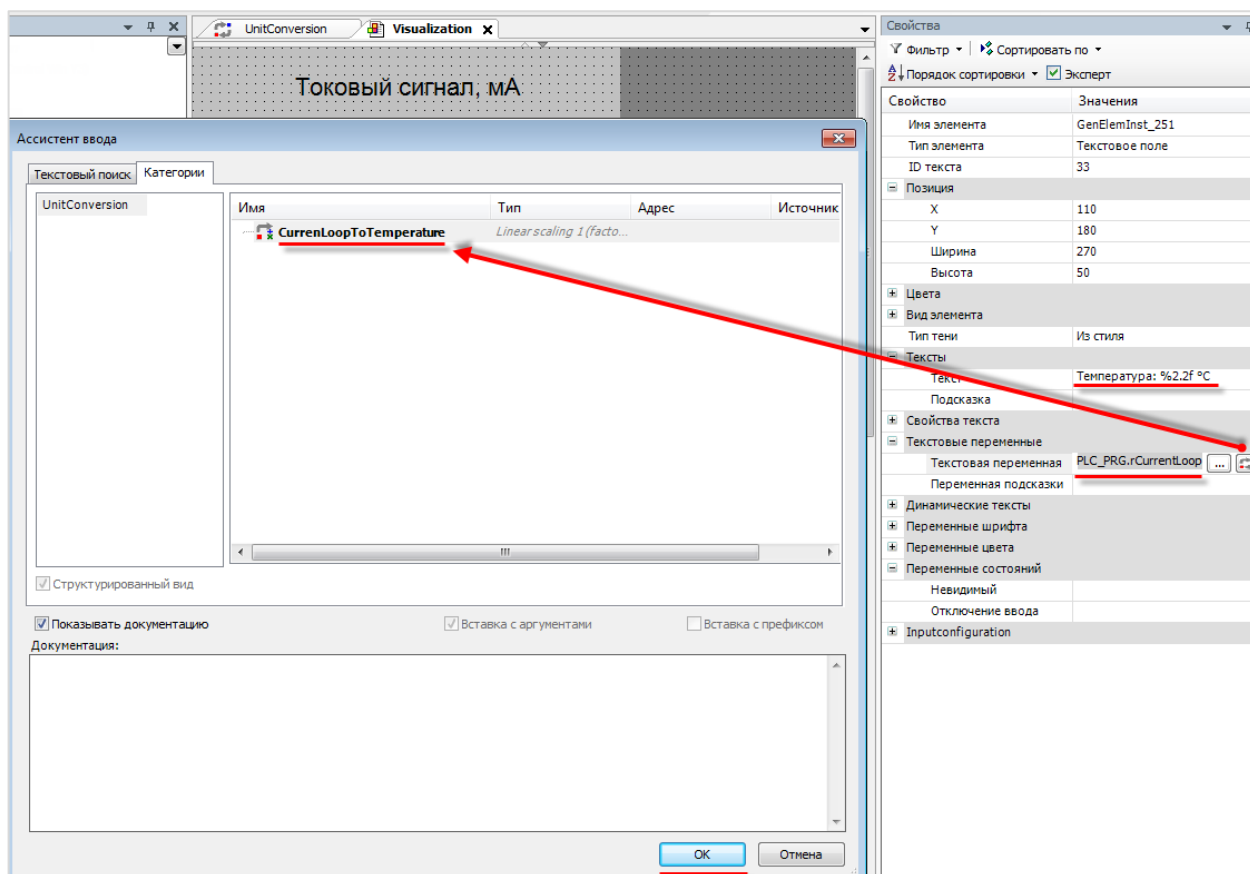 UnitConversion
Visualization
Токовый сигнал, мА
Ассистент ввода
Текстовый поиск
Категории
UnitConversion
Имя
Тип
Адрес
Источник
CurrenLoopToTemperature
Linear scaling 1 (facto...
Структурированный вид
Показывать документацию
Вставка с аргументами
Вставка с префиксом
Документация:
OK
Отмена
Свойства
Фильтр
Сортировать по
Порядок сортировки
Эксперт
Свойство Значения
Имя элемента GenElemInst_251
Тип элемента Текстовое поле
ID текста 33
Позиция
X 110
Y 180
Ширина 270
Высота 50
Цвета
Вид элемента
Тип тени Из стиля
Тексты
Текст Температура: %2.2f °C
Подсказка
Свойства текста
Текстовые переменные
Текстовая переменная PLC_PRG.rCurrentLoop ...
Переменная подсказки
Динамические тексты
Переменные шрифта
Переменные цвета
Переменные состояний
Невидимый
Отключение ввода
Inputconfiguration